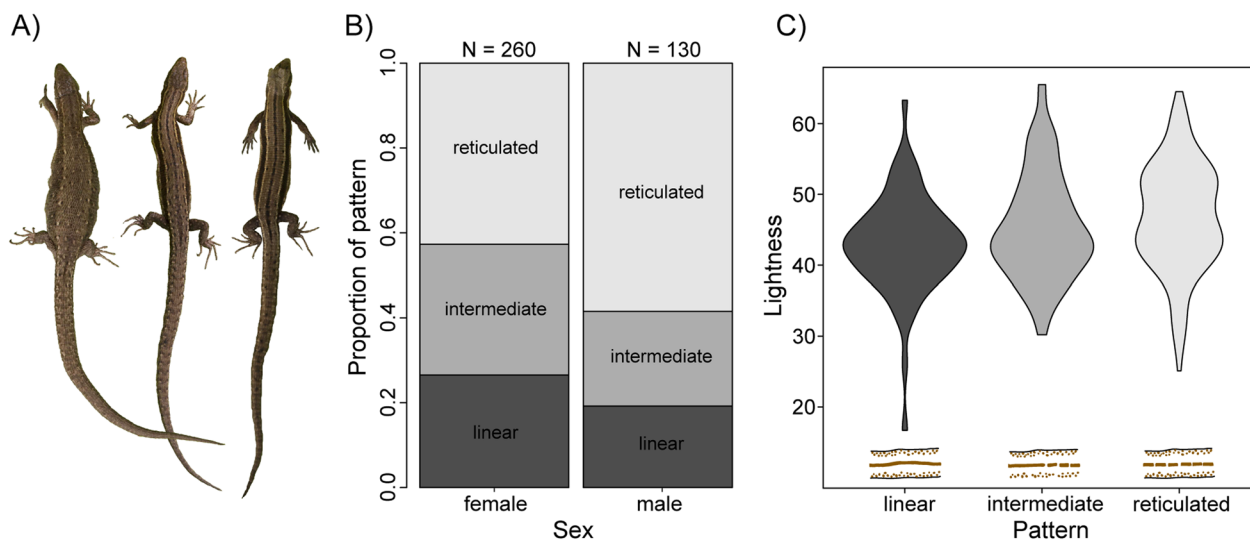 A)
B)
N = 260
N = 130
Proportion of pattern
1.0
0.8
0.6
0.4
0.2
0.0
reticulated
intermediate
linear
reticulated
intermediate
linear
female
male
Sex
C)
Lightness
60
50
40
30
20
linear
intermediate
reticulated
Pattern